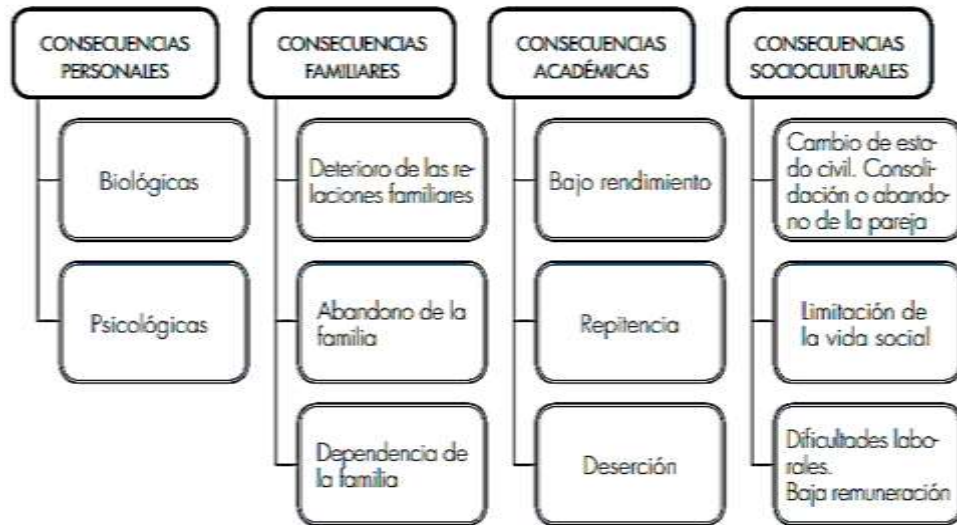 CONSECUENCIAS
PERSONALES
Biológicas
Psicológicas
CONSECUENCIAS
FAMILIARES
Deterioro de las re-
laciones familiares
Abandono de la
familia
Dependencia de
la familia
CONSECUENCIAS
ACADÉMICAS
Bajo rendimiento
Repitencia
Deserción
CONSECUENCIAS
SOCIOCULTURALES
Cambio de esta-
do civil. Consoli-
dación o abando-
no de la pareja
Limitación de
la vida social
Dificultades labo-
rales.
Baja remuneración